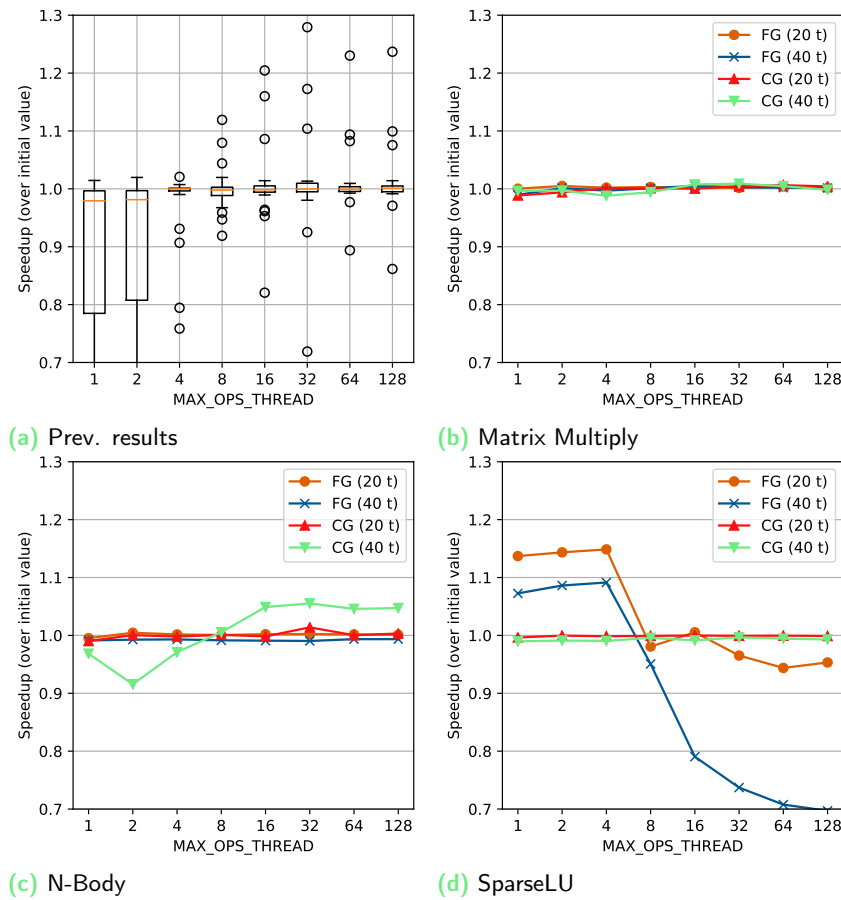 1.3
1.2
1.1
1.0
0.9
0.8
0.7
Speedup (over initial value)
1 2 4 8 16 32 64 128
MAX_OPS_THREAD
(a) Prev. results
1.3
1.2
1.1
1.0
0.9
0.8
0.7
Speedup (over initial value)
FG (20 t)
FG (40 t)
CG (20 t)
CG (40 t)
1 2 4 8 16 32 64 128
MAX_OPS_THREAD
(b) Matrix Multiply
1.3
1.2
1.1
1.0
0.9
0.8
0.7
Speedup (over initial value)
FG (20 t)
FG (40 t)
CG (20 t)
CG (40 t)
1 2 4 8 16 32 64 128
MAX_OPS_THREAD
(c) N-Body
1.3
1.2
1.1
1.0
0.9
0.8
0.7
Speedup (over initial value)
FG (20 t)
FG (40 t)
CG (20 t)
CG (40 t)
1 2 4 8 16 32 64 128
MAX_OPS_THREAD
(d) SparseLU